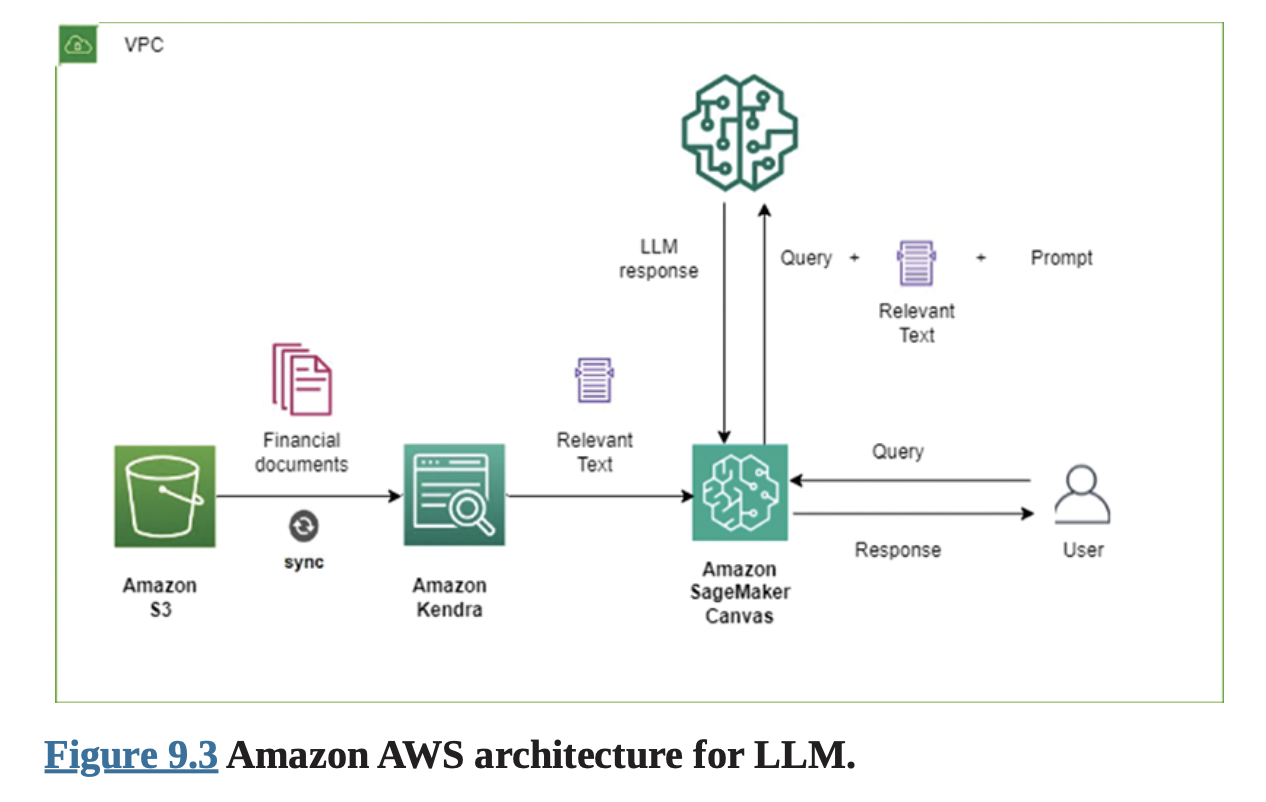 VPC
LLM
response
Query + Relevant Text + Prompt
Financial
documents
sync
Relevant
Text
Query
Response
Amazon
S3
Amazon
Kendra
Amazon
SageMaker
Canvas
User
Figure 9.3 Amazon AWS architecture for LLM.